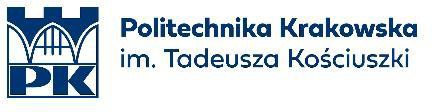 PK
Politechnika Krakowska
im. Tadeusza Kościuszki